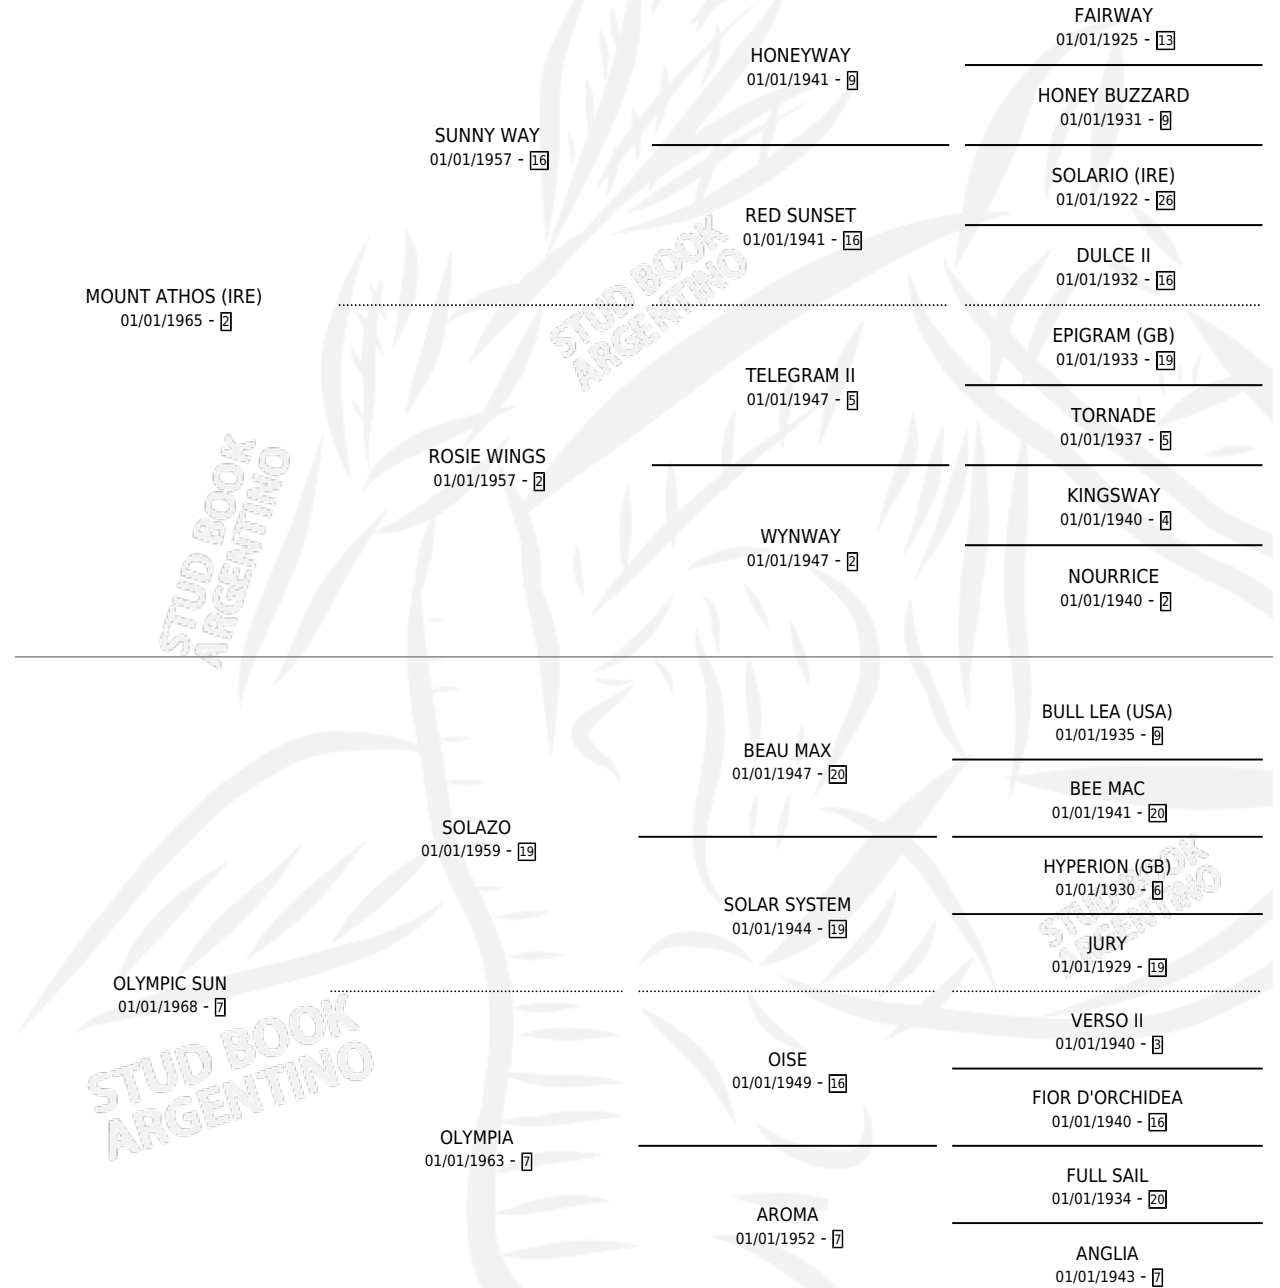 FAIRWAY
01/01/1925 - 13
HONEYWAY
01/01/1941 - 9
HONEY BUZZARD
01/01/1931 - 9
SUNNY WAY
01/01/1957 - 16
SOLARIO (IRE)
01/01/1922 - 26
RED SUNSET
01/01/1941 - 16
DULCE II
01/01/1932 - 16
MOUNT ATHOS (IRE)
01/01/1965 - 2
STUD BOOK
ARGENTINO
EPIGRAM (GB)
01/01/1933 - 19
TELEGRAM II
01/01/1947 - 5
TORNADE
01/01/1937 - 5
ROSIE WINGS
01/01/1957 - 2
KINGSWAY
01/01/1940 - 4
WYNWAY
01/01/1947 - 2
NOURRICE
01/01/1940 - 2
STUD BOOK
ARGENTINO
BULL LEA (USA)
01/01/1935 - 9
BEAU MAX
01/01/1947 - 20
BEE MAC
01/01/1941 - 20
SOLAZO
01/01/1959 - 19
HYPERION (GB)
01/01/1930 - 6
STUD BOOK
ARGENTINO
SOLAR SYSTEM
01/01/1944 - 19
JURY
01/01/1929 - 19
OLYMPIC SUN
01/01/1968 - 7
STUD BOOK
ARGENTINO
VERSO II
01/01/1940 - 3
OISE
01/01/1949 - 16
FIOR D'ORCHIDEA
01/01/1940 - 16
OLYMPIA
01/01/1963 - 7
FULL SAIL
01/01/1934 - 20
AROMA
01/01/1952 - 7
ANGLIA
01/01/1943 - 7